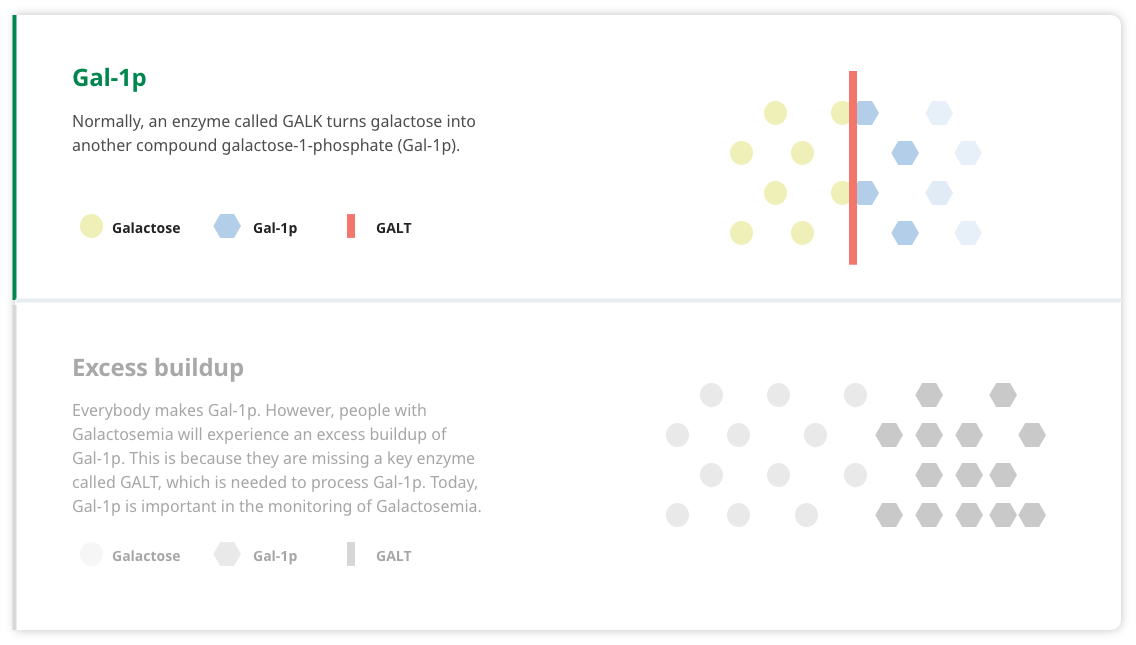 Gal-1p
Normally, an enzyme called GALK turns galactose into
another compound galactose-1-phosphate (Gal-1p).
Galactose Gal-1p GALT
Excess buildup
Everybody makes Gal-1p. However, people with
Galactosemia will experience an excess buildup of
Gal-1p. This is because they are missing a key enzyme
called GALT, which is needed to process Gal-1p. Today,
Gal-1p is important in the monitoring of Galactosemia.
Galactose Gal-1p GALT